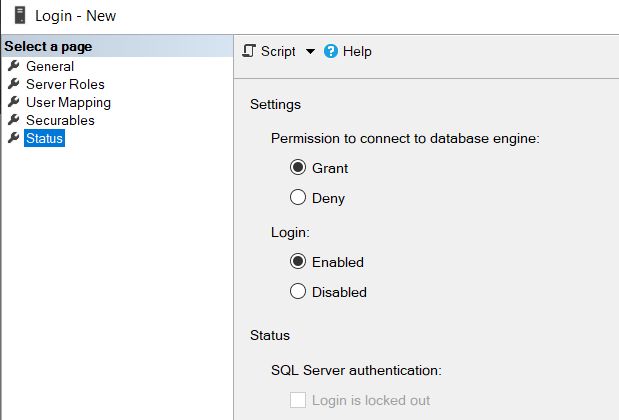 Login - New
Select a page
General
Server Roles
User Mapping
Securables
Status
Script
Help
Settings
Permission to connect to database engine:
Grant
Deny
Login:
Enabled
Disabled
Status
SQL Server authentication:
Login is locked out